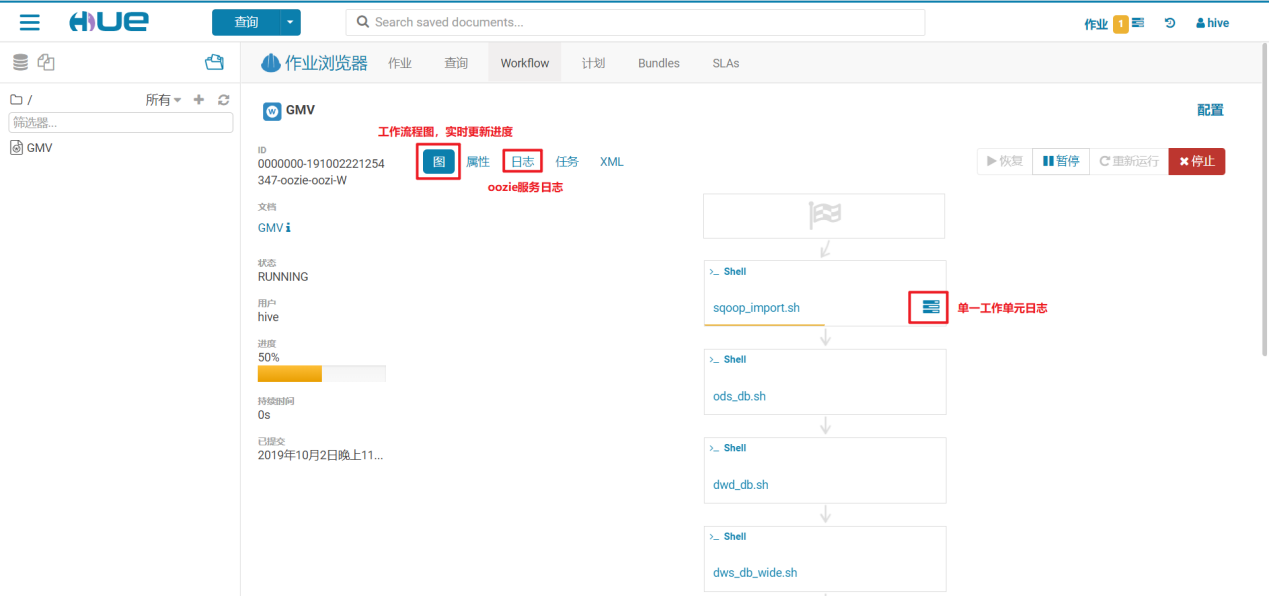 HUE
查询
Search saved documents...
作业 1
hive
作业浏览器
作业
查询
Workflow
计划
Bundles
SLAs
/
所有
筛选器...
GMV
GMV
配置
工作流程图，实时更新进度
图
属性
日志
任务
XML
oozie服务日志
恢复
暂停
重新运行
停止
ID
0000000-191002221254
347-oozie-oozi-W
文档
GMV
状态
RUNNING
用户
hive
进度
50%
持续时间
0s
已提交
2019年10月2日晚上11...
>_ Shell
sqoop_import.sh
单一工作单元日志
>_ Shell
ods_db.sh
>_ Shell
dwd_db.sh
>_ Shell
dws_db_wide.sh